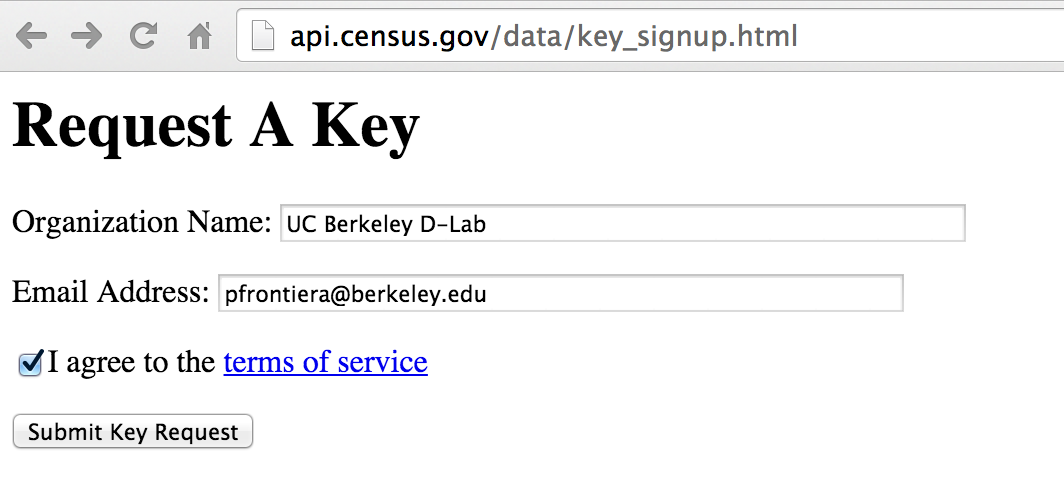 api.census.gov/data/key_signup.html
Request A Key
Organization Name: UC Berkeley D-Lab
Email Address: pfrontiera@berkeley.edu
I agree to the terms of service
Submit Key Request